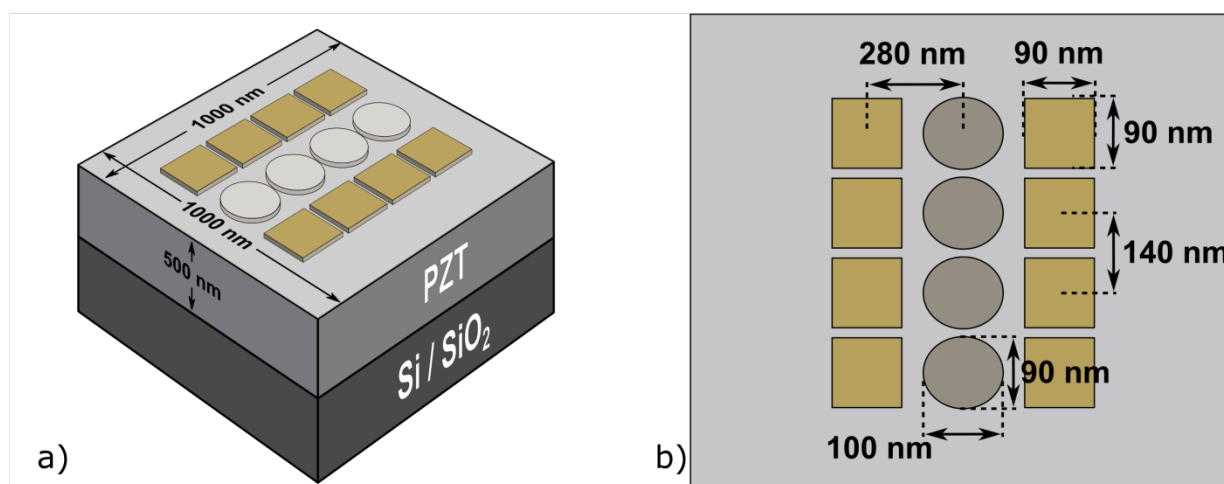 1000 nm
1000 nm
500 nm
PZT
Si / SiO₂
a)
280 nm
90 nm
90 nm
140 nm
90 nm
100 nm
b)